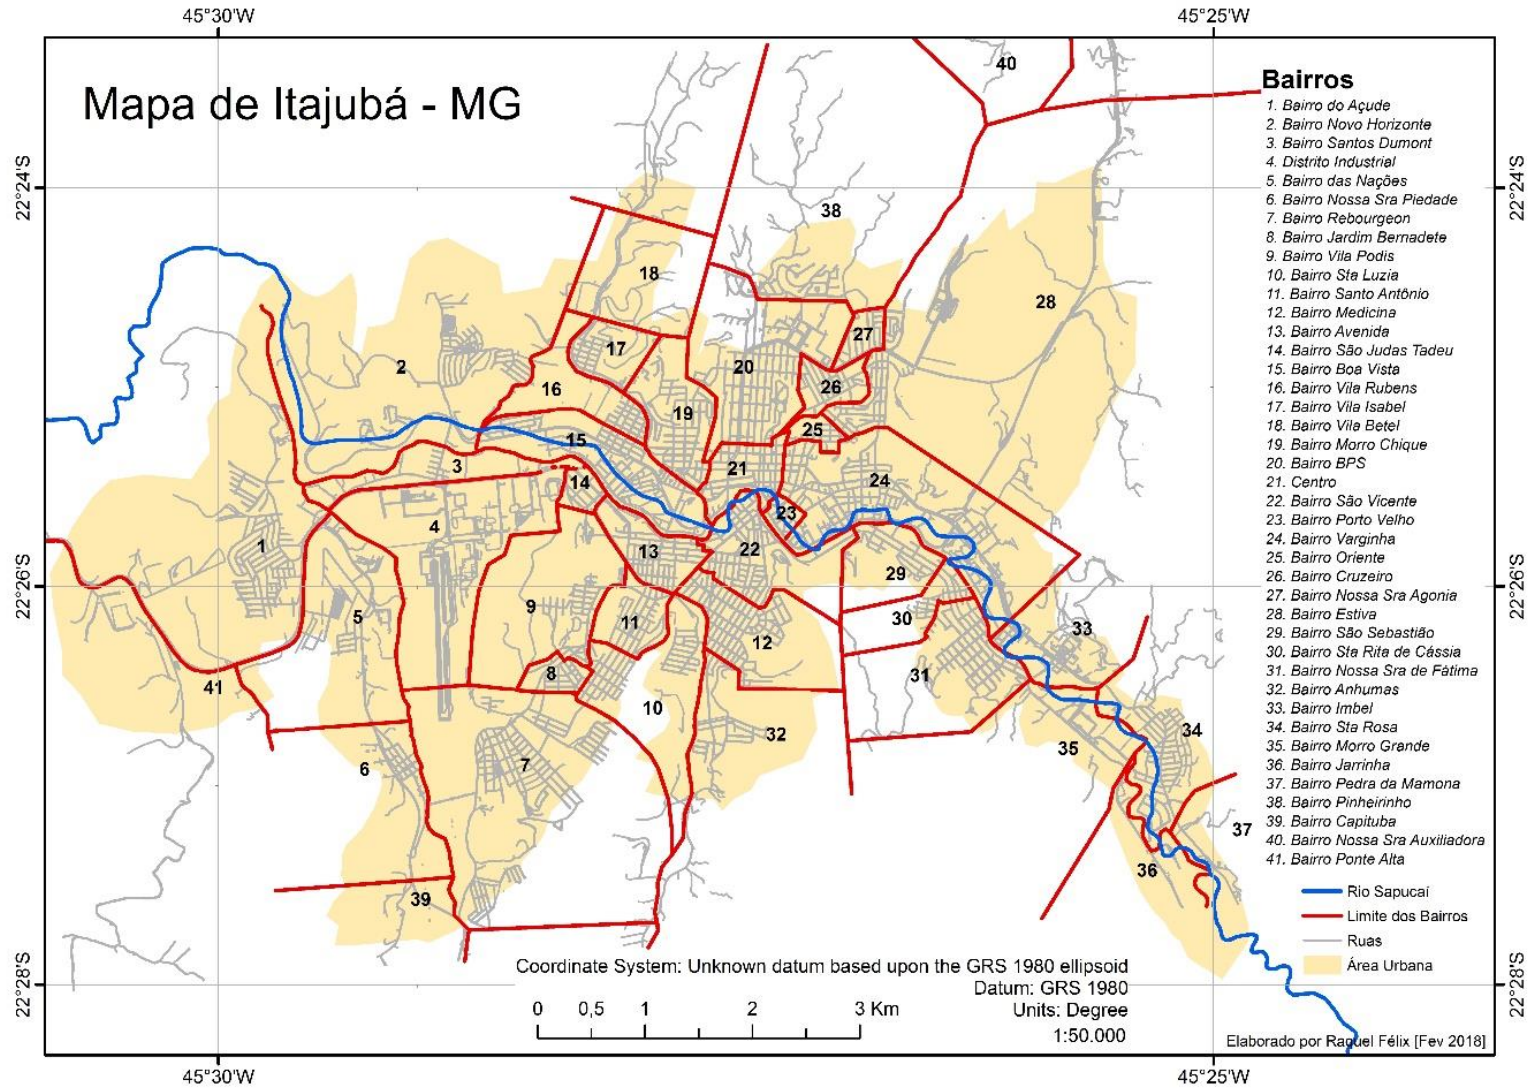 45°30'W
45°25'W
Mapa de Itajubá - MG
40
Bairros
1. Bairro do Açude
2. Bairro Novo Horizonte
3. Bairro Santos Dumont
4. Distrito Industrial
5. Bairro das Nações
6. Bairro Nossa Sra Piedade
7. Bairro Rebourgeon
8. Bairro Jardim Bernadete
9. Bairro Vila Podis
10. Bairro Sta Luzia
11. Bairro Santo Antônio
12. Bairro Medicina
13. Bairro Avenida
14. Bairro São Judas Tadeu
15. Bairro Boa Vista
16. Bairro Vila Rubens
17. Bairro Vila Isabel
18. Bairro Vila Betel
19. Bairro Morro Chique
20. Bairro BPS
21. Centro
22. Bairro São Vicente
23. Bairro Porto Velho
24. Bairro Varginha
25. Bairro Oriente
26. Bairro Cruzeiro
27. Bairro Nossa Sra Agonia
28. Bairro Estiva
29. Bairro São Sebastião
30. Bairro Sta Rita de Cássia
31. Bairro Nossa Sra de Fátima
32. Bairro Anhumas
33. Bairro Imbel
34. Bairro Sta Rosa
35. Bairro Morro Grande
36. Bairro Jarrinha
37. Bairro Pedra da Mamona
38. Bairro Pinheirinho
39. Bairro Capituba
40. Bairro Nossa Sra Auxiliadora
41. Bairro Ponte Alta
Rio Sapucaí
Limite dos Bairros
Ruas
Área Urbana
22°24'S
22°24'S
38
18
28
27
17
2
20
16
26
19
25
15
3
21
14
24
23
4
1
13
22
22°26'S
22°26'S
29
9
5
11
30
33
12
8
31
41
10
34
32
35
6
7
37
36
39
22°28'S
22°28'S
Coordinate System: Unknown datum based upon the GRS 1980 ellipsoid
Datum: GRS 1980
Units: Degree
1:50.000
0 0,5 1 2 3 Km
Elaborado por Raquel Félix [Fev 2018]
45°30'W
45°25'W